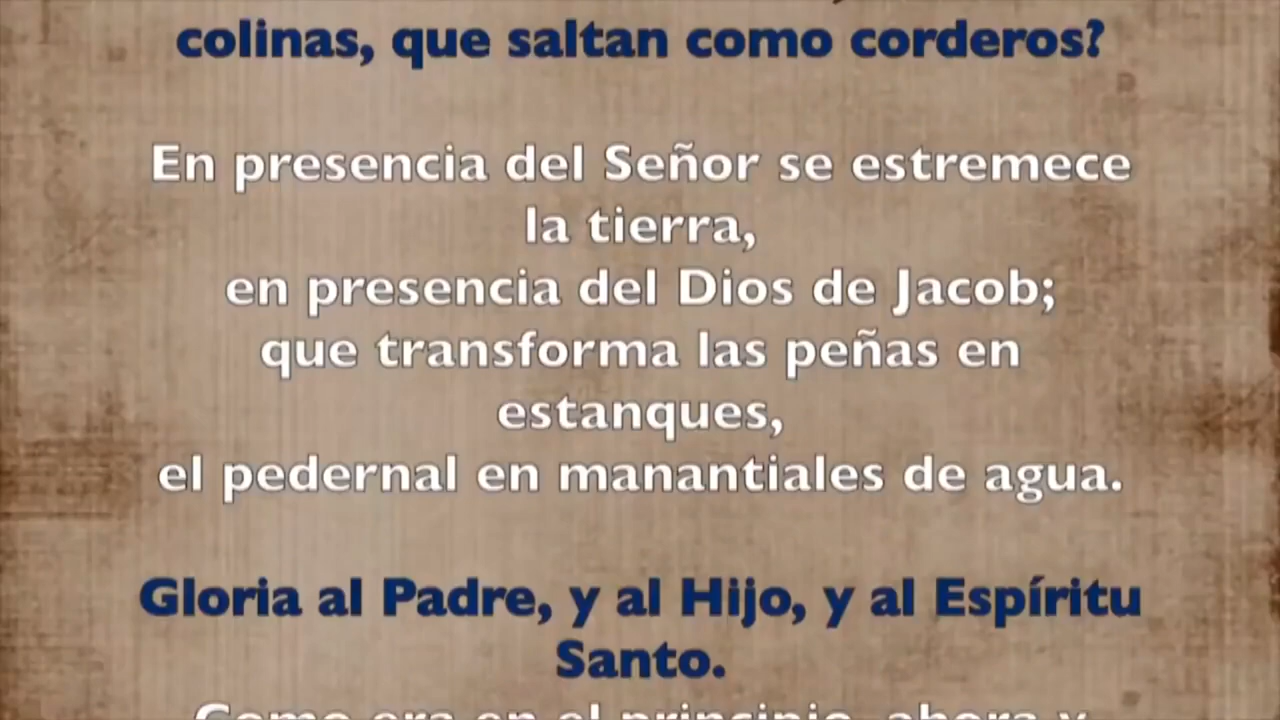 colinas, que saltan como corderos?
En presencia del Señor se estremece
la tierra,
en presencia del Dios de Jacob;
que transforma las peñas en
estanques,
el pedernal en manantiales de agua.
Gloria al Padre, y al Hijo, y al Espíritu
Santo.
Como era en el principio, ahora y